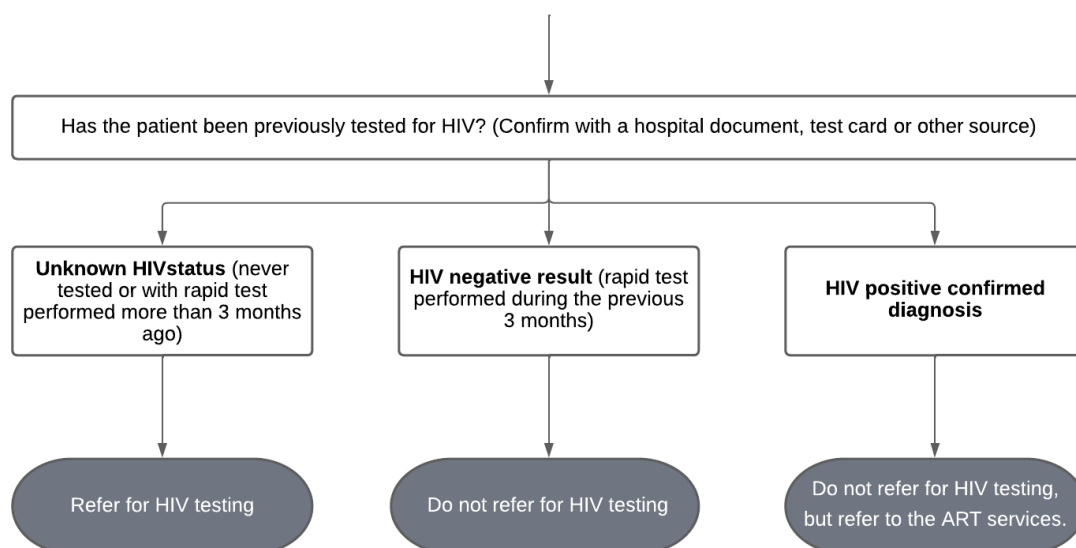 Has the patient been previously tested for HIV? (Confirm with a hospital document, test card or other source)
Unknown HIVstatus (never
tested or with rapid test
performed more than 3 months
ago)
HIV negative result (rapid test
performed during the previous
3 months)
HIV positive confirmed
diagnosis
Refer for HIV testing
Do not refer for HIV testing
Do not refer for HIV testing,
but refer to the ART services.